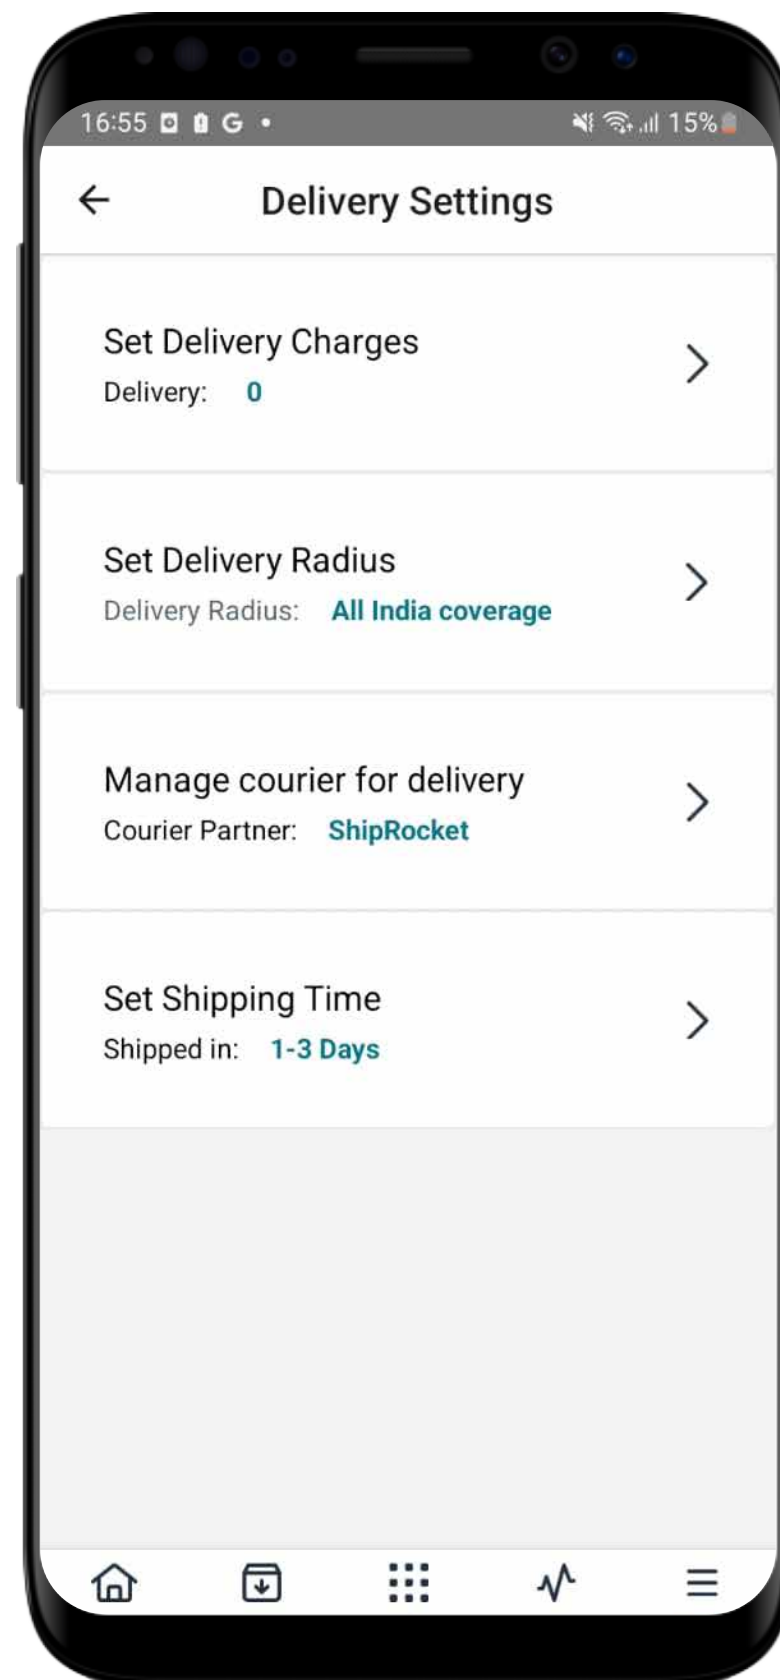 16:55 G 15%
Delivery Settings
Set Delivery Charges
Delivery: 0
Set Delivery Radius
Delivery Radius: All India coverage
Manage courier for delivery
Courier Partner: ShipRocket
Set Shipping Time
Shipped in: 1-3 Days